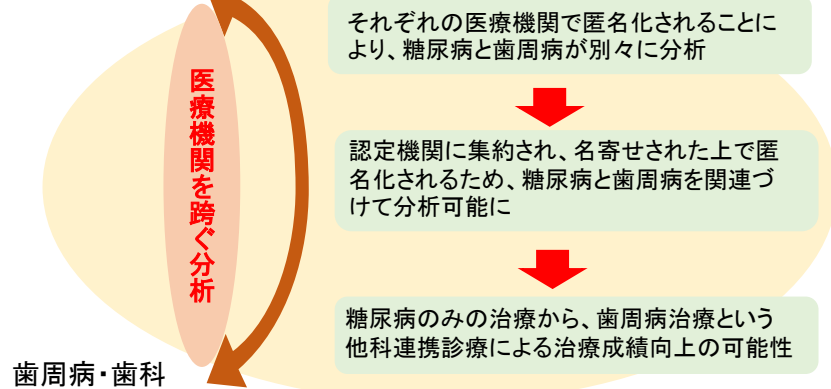 それぞれの医療機関で匿名化されることに
より、糖尿病と歯周病が別々に分析
医療機関を跨ぐ分析
認定機関に集約され、名寄せされた上で匿
名化されるため、糖尿病と歯周病を関連づ
けて分析可能に
糖尿病のみの治療から、歯周病治療という
他科連携診療による治療成績向上の可能性
歯周病・歯科